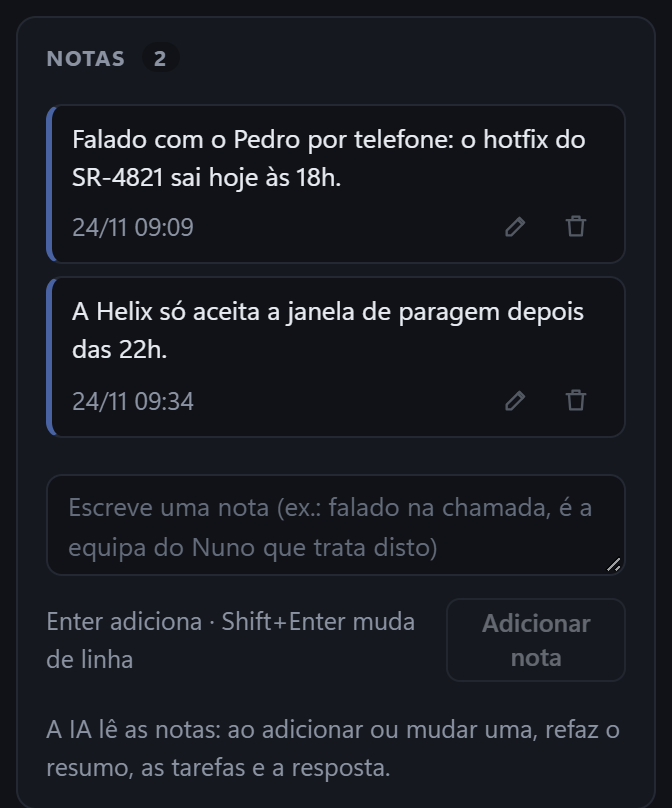 NOTAS 2
Falado com o Pedro por telefone: o hotfix do
SR-4821 sai hoje às 18h.
24/11 09:09
A Helix só aceita a janela de paragem depois
das 22h.
24/11 09:34
Escreve uma nota (ex.: falado na chamada, é a
equipa do Nuno que trata disto)
Enter adiciona · Shift+Enter muda
de linha
Adicionar
nota
A IA lê as notas: ao adicionar ou mudar uma, refaz o
resumo, as tarefas e a resposta.